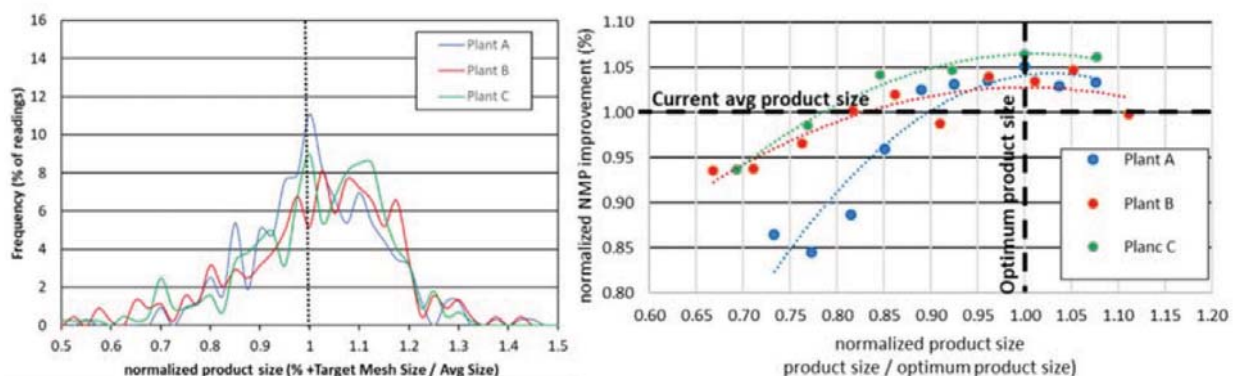 Frequency (% of readings)
16
14
12
10
8
6
4
2
0
Plant A
Plant B
Plant C
0.5 0.6 0.7 0.8 0.9 1 1.1 1.2 1.3 1.4 1.5
normalized product size (% +Target Mesh Size / Avg Size)
normalized NMP improvement (%)
1.10
1.05
1.00
0.95
0.90
0.85
0.80
Current avg product size
Optimum product size
Plant A
Plant B
Planc C
0.60 0.65 0.70 0.75 0.80 0.85 0.90 0.95 1.00 1.05 1.10 1.15 1.20
normalized product size
product size / optimum product size)